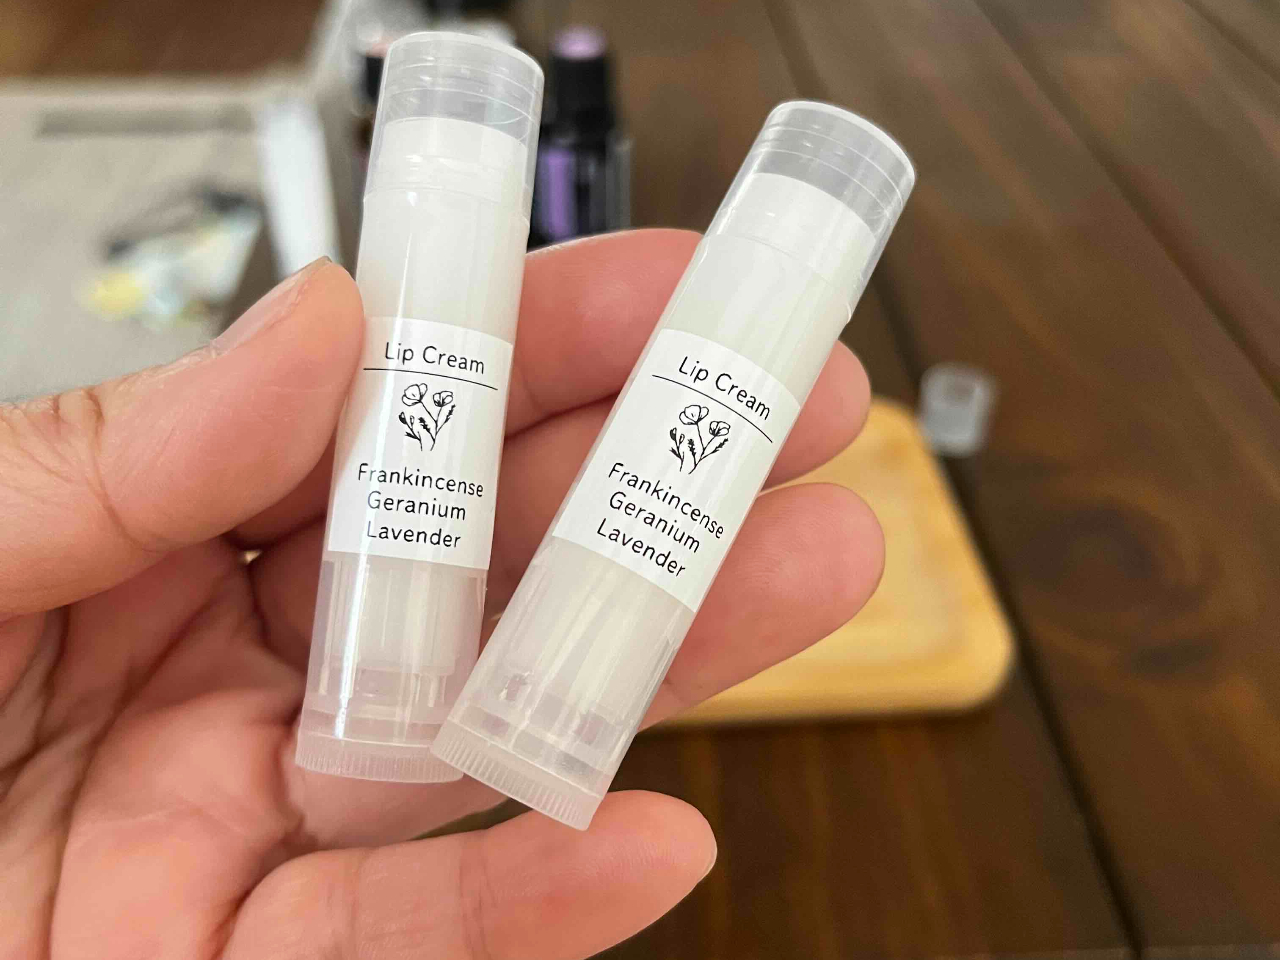 Lip Cream
Frankincense
Geranium
Lavender
Lip Cream
Frankincense
Geranium
Lavender